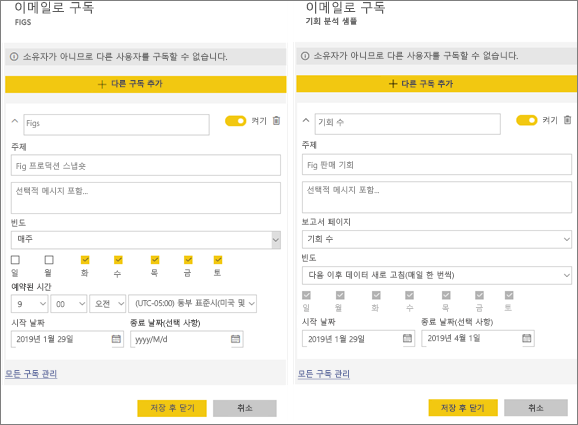 이메일로 구독
FIGS
소유자가 아니므로 다른 사용자를 구독할 수 없습니다.
+ 다른 구독 추가
Figs
켜기
주제
Fig 프로덕션 스냅숏
선택적 메시지 포함...
빈도
매주
일 월 화 수 목 금 토
예약된 시간
9 00 오전 (UTC-05:00) 동부 표준시(미국 몇
시작 날짜 종료 날짜(선택 사항)
2019년 1월 29일 yyyy/M/d
모든 구독 관리
저장 후 닫기 취소
이메일로 구독
기회 분석 샘플
소유자가 아니므로 다른 사용자를 구독할 수 없습니다.
+ 다른 구독 추가
기회 수
켜기
주제
Fig 판매 기회
선택적 메시지 포함...
보고서 페이지
기회 수
빈도
다음 이후 데이터 새로 고침(매일 한 번씩)
일 월 화 수 목 금 토
시작 날짜 종료 날짜(선택 사항)
2019년 1월 29일 2019년 4월 1일
모든 구독 관리
저장 후 닫기 취소